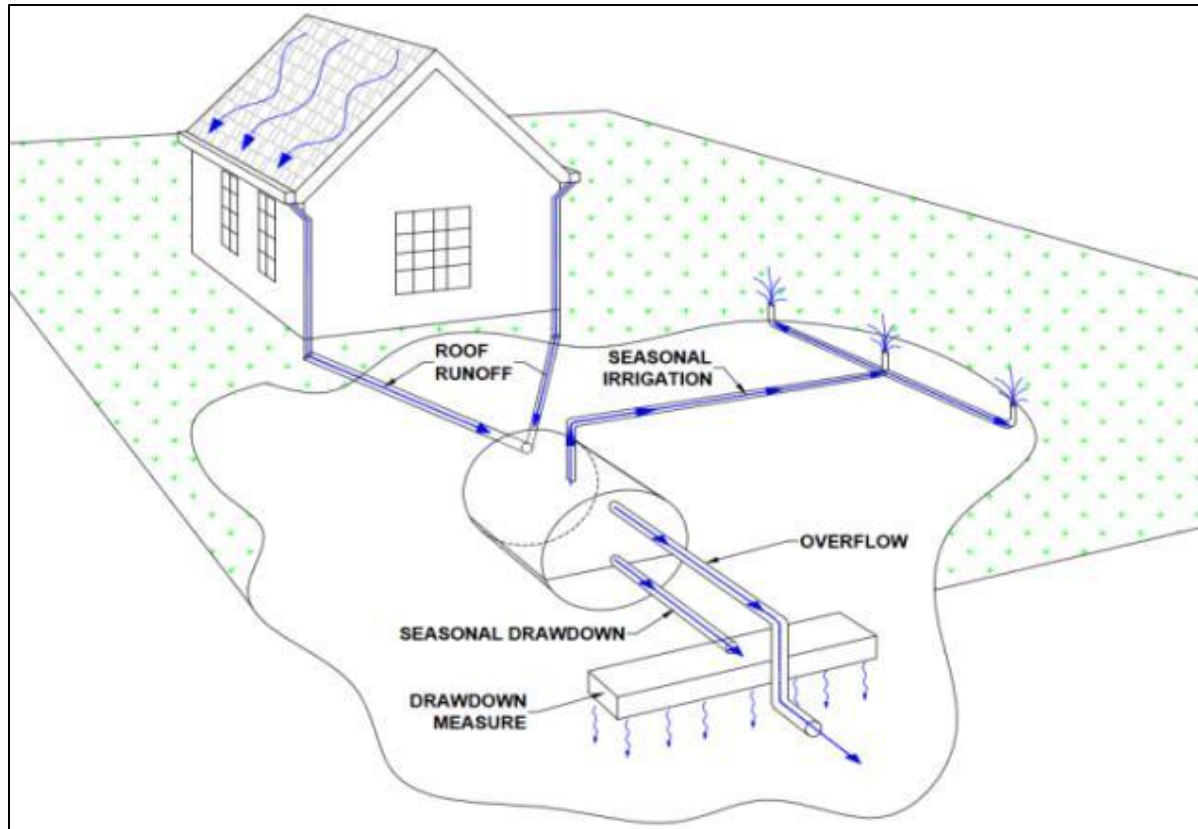 ROOF
RUNOFF
SEASONAL
IRRIGATION
OVERFLOW
SEASONAL DRAWDOWN
DRAWDOWN
MEASURE